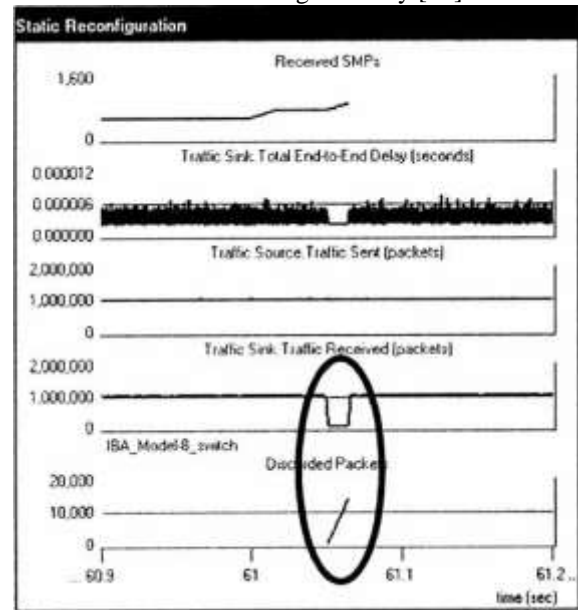 Static Reconfiguration
Received SMPs
1,600
0
Traffic Sink.Total End-to-End Delay (seconds)
0.000012
0.000006
0.000000
Traffic Source.Traffic Sent (packets)
2,000,000
1,000,000
0
Traffic Sink.Traffic Received (packets)
2,000,000
1,000,000
0
IBA_Model-8_switch
Discarded Packets
20,000
10,000
0
... 60.9 61 61.1 61.2 ...
time (sec)